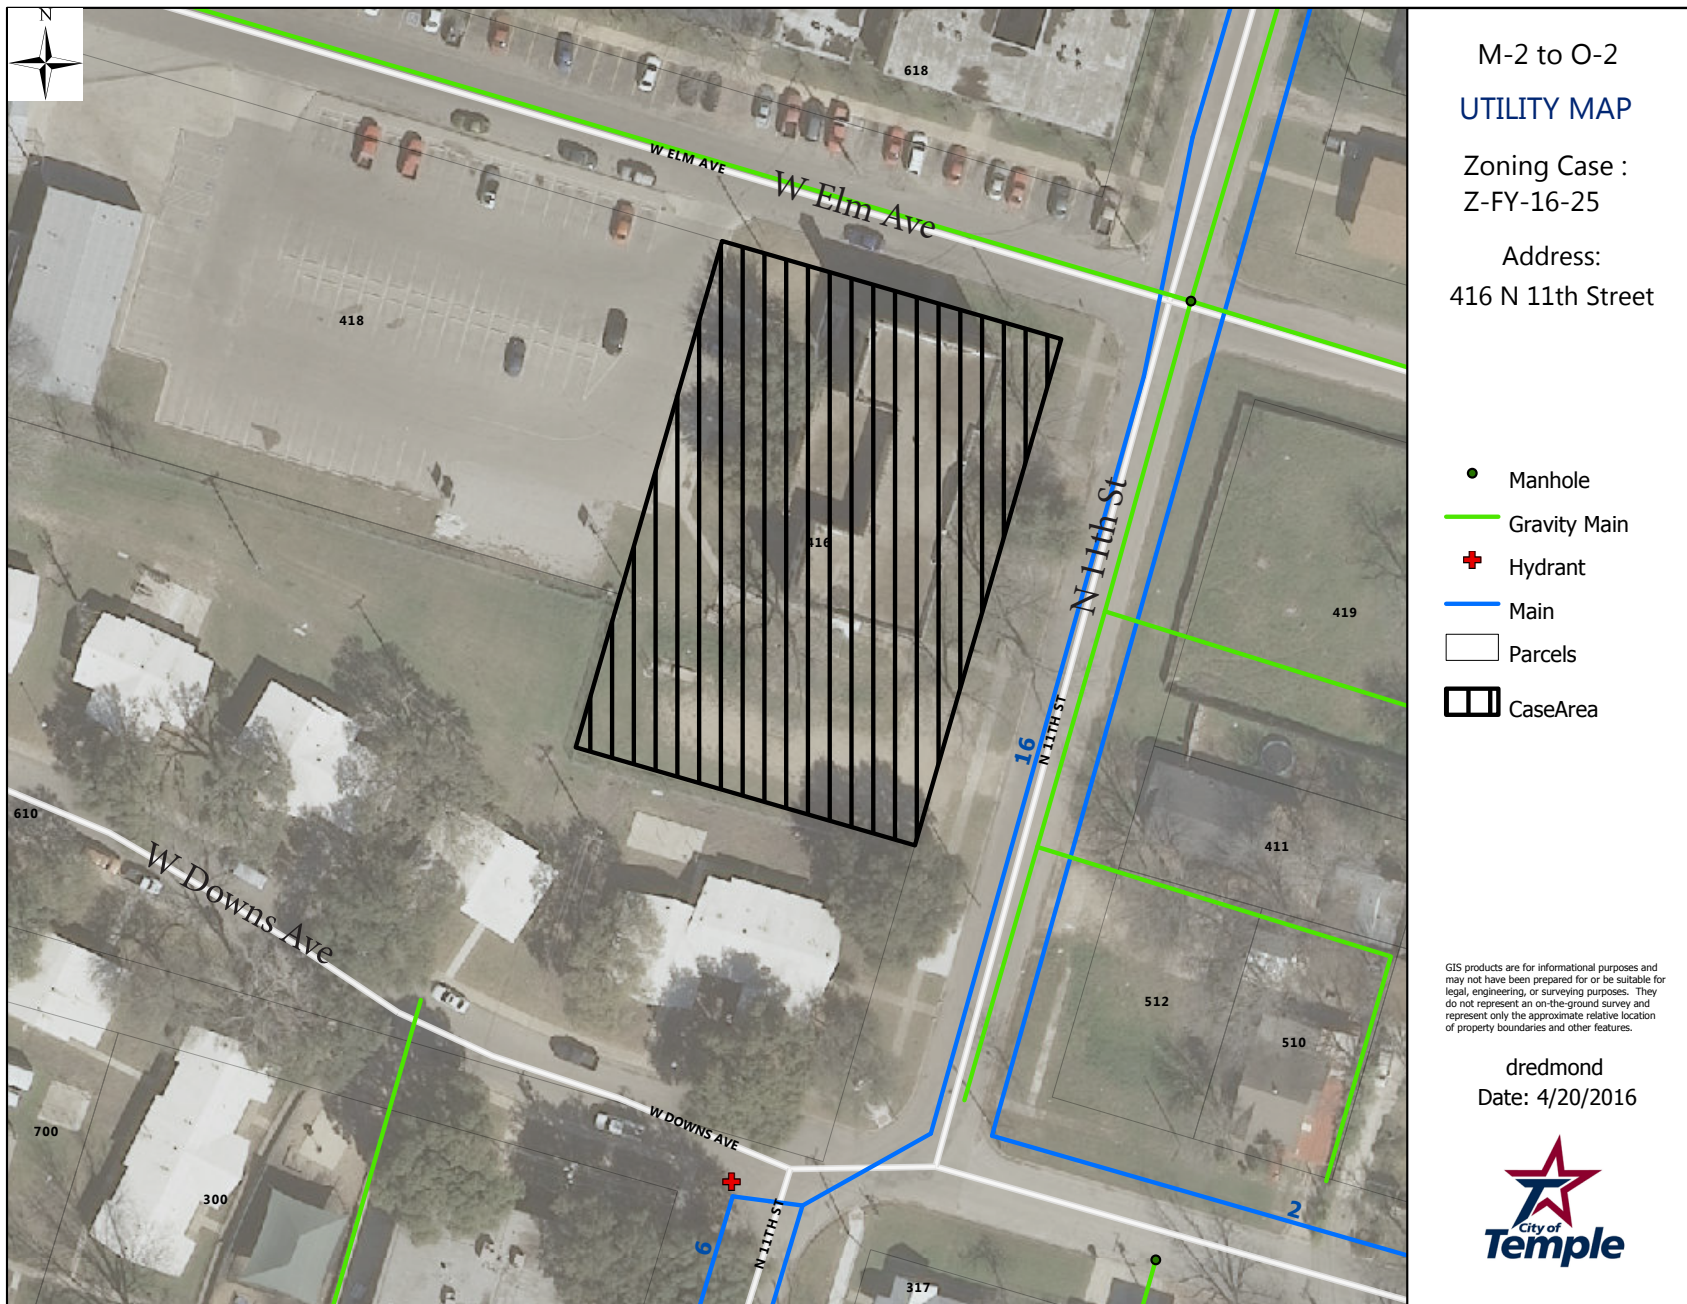 N
M-2 to O-2
UTILITY MAP
Zoning Case :
Z-FY-16-25
Address:
416 N 11th Street
618
W ELM AVE
W Elm Ave
418
416
N 11th St
419
16
N 11TH ST
411
610
W Downs Ave
512
510
700
W DOWNS AVE
300
6
N 11TH ST
2
317
Manhole
Gravity Main
Hydrant
Main
Parcels
CaseArea
GIS products are for informational purposes and
may not have been prepared for or be suitable for
legal, engineering, or surveying purposes. They
do not represent an on-the-ground survey and
represent only the approximate relative location
of property boundaries and other features.
dredmond
Date: 4/20/2016
City of
Temple